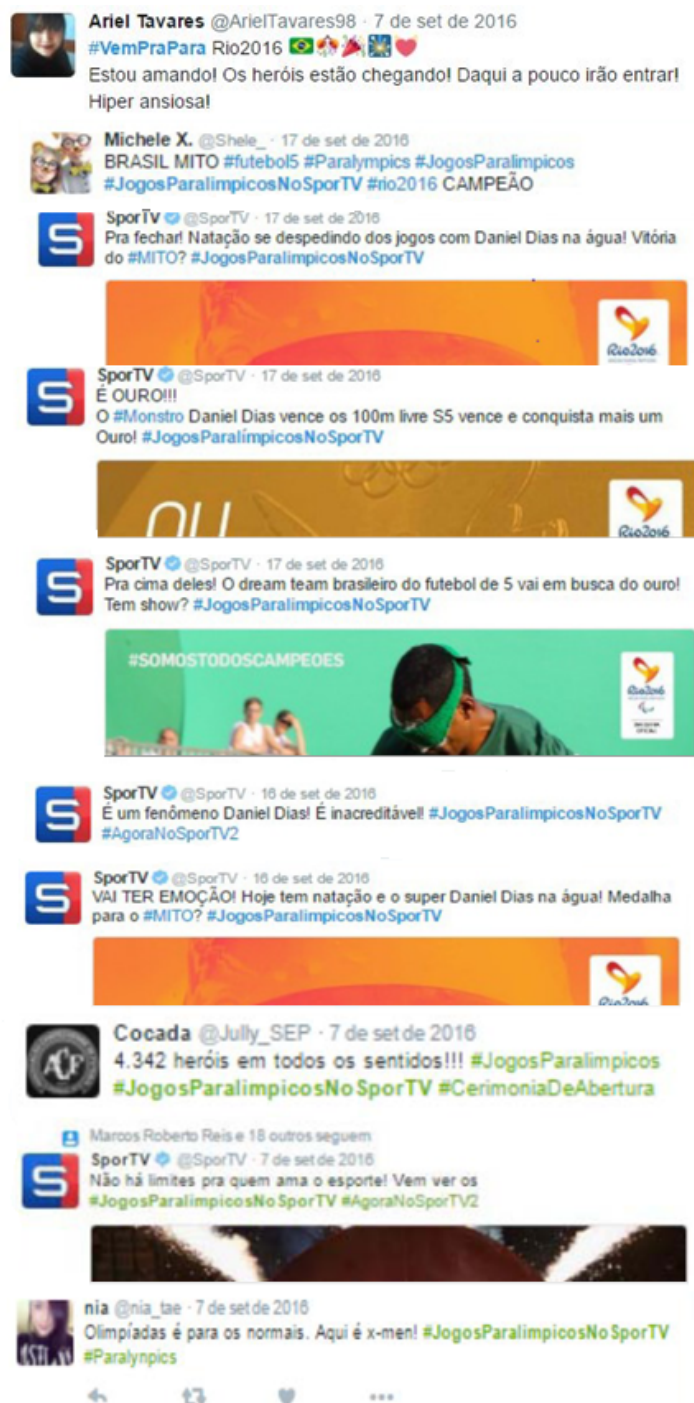 Ariel Tavares @ArielTavares98 · 7 de set de 2016
#VemPraPara Rio2016 🇧🇷🎊🎉🎆💓
Estou amando! Os heróis estão chegando! Daqui a pouco irão entrar!
Hiper ansiosa!
Michele X. @Shele_ · 17 de set de 2016
BRASIL MITO #futebol5 #Paralympics #JogosParalimpicos
#JogosParalimpicosNoSporTV #rio2016 CAMPEÃO
SporTV @SporTV · 17 de set de 2016
Pra fechar! Natação se despedindo dos jogos com Daniel Dias na água! Vitória
do #MITO? #JogosParalimpicosNoSporTV
Rio2016
SporTV @SporTV · 17 de set de 2016
É OURO!!!
O #Monstro Daniel Dias vence os 100m livre S5 vence e conquista mais um
Ouro! #JogosParalímpicosNoSporTV
OU
Rio2016
SporTV @SporTV · 17 de set de 2016
Pra cima deles! O dream team brasileiro do futebol de 5 vai em busca do ouro!
Tem show? #JogosParalimpicosNoSporTV
#SOMOSTODOSCAMPEOES
Rio2016
SporTV @SporTV · 16 de set de 2016
É um fenômeno Daniel Dias! É inacreditável! #JogosParalimpicosNoSporTV
#AgoraNoSporTV2
SporTV @SporTV · 16 de set de 2016
VAI TER EMOÇÃO! Hoje tem natação e o super Daniel Dias na água! Medalha
para o #MITO? #JogosParalimpicosNoSporTV
Rio2016
Cocada @Jully_SEP · 7 de set de 2016
4.342 heróis em todos os sentidos!!! #JogosParalimpicos
#JogosParalimpicosNoSporTV #CerimoniaDeAbertura
Marcos Roberto Reis e 18 outros seguem
SporTV @SporTV · 7 de set de 2016
Não há limites pra quem ama o esporte! Vem ver os
#JogosParalimpicosNoSporTV #AgoraNoSporTV2
nia @nia_tae · 7 de set de 2016
Olimpíadas é para os normais. Aqui é x-men! #JogosParalimpicosNoSporTV
#Paralynpics